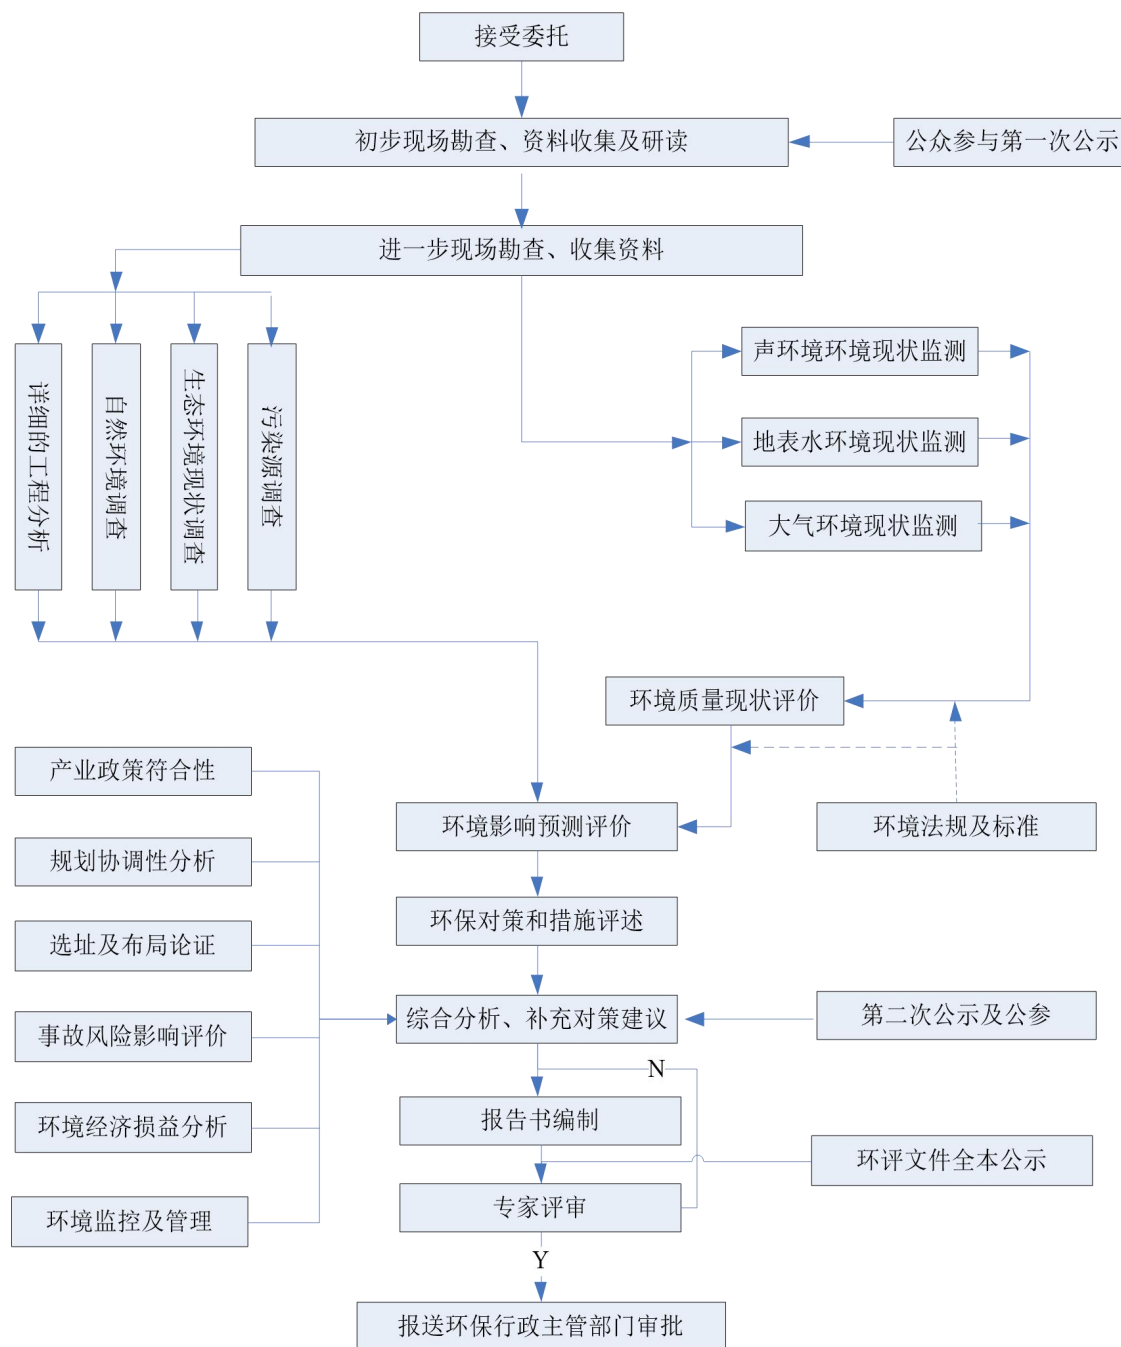 接受委托
初步现场勘查、资料收集及研读
公众参与第一次公示
进一步现场勘查、收集资料
详细的工程分析
自然环境调查
生态环境现状调查
污染源调查
声环境环境现状监测
地表水环境现状监测
大气环境现状监测
环境质量现状评价
产业政策符合性
环境影响预测评价
环境法规及标准
规划协调性分析
环保对策和措施评述
选址及布局论证
综合分析、补充对策建议
第二次公示及公参
事故风险影响评价
N
报告书编制
环境经济损益分析
环评文件全本公示
专家评审
环境监控及管理
Y
报送环保行政主管部门审批